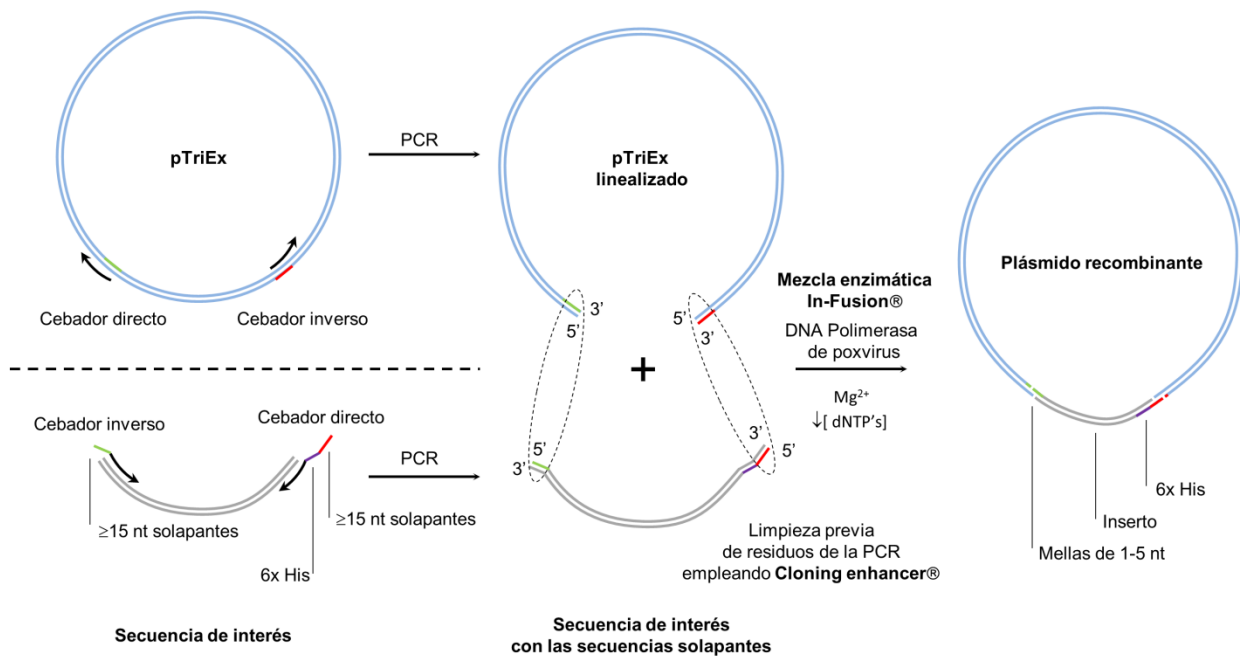 pTriEx
Cebador directo
Cebador inverso
PCR
pTriEx
linealizado
3’
5’
5’
3’
+
Mezcla enzimática
In-Fusion®
DNA Polimerasa
de poxvirus
Mg²⁺
↓[ dNTP’s]
Plásmido recombinante
6x His
Inserto
Mellas de 1-5 nt
Cebador inverso
Cebador directo
≥15 nt solapantes
≥15 nt solapantes
6x His
PCR
5’
3’
3’
5’
Limpieza previa
de residuos de la PCR
empleando Cloning enhancer®
Secuencia de interés
Secuencia de interés
con las secuencias solapantes